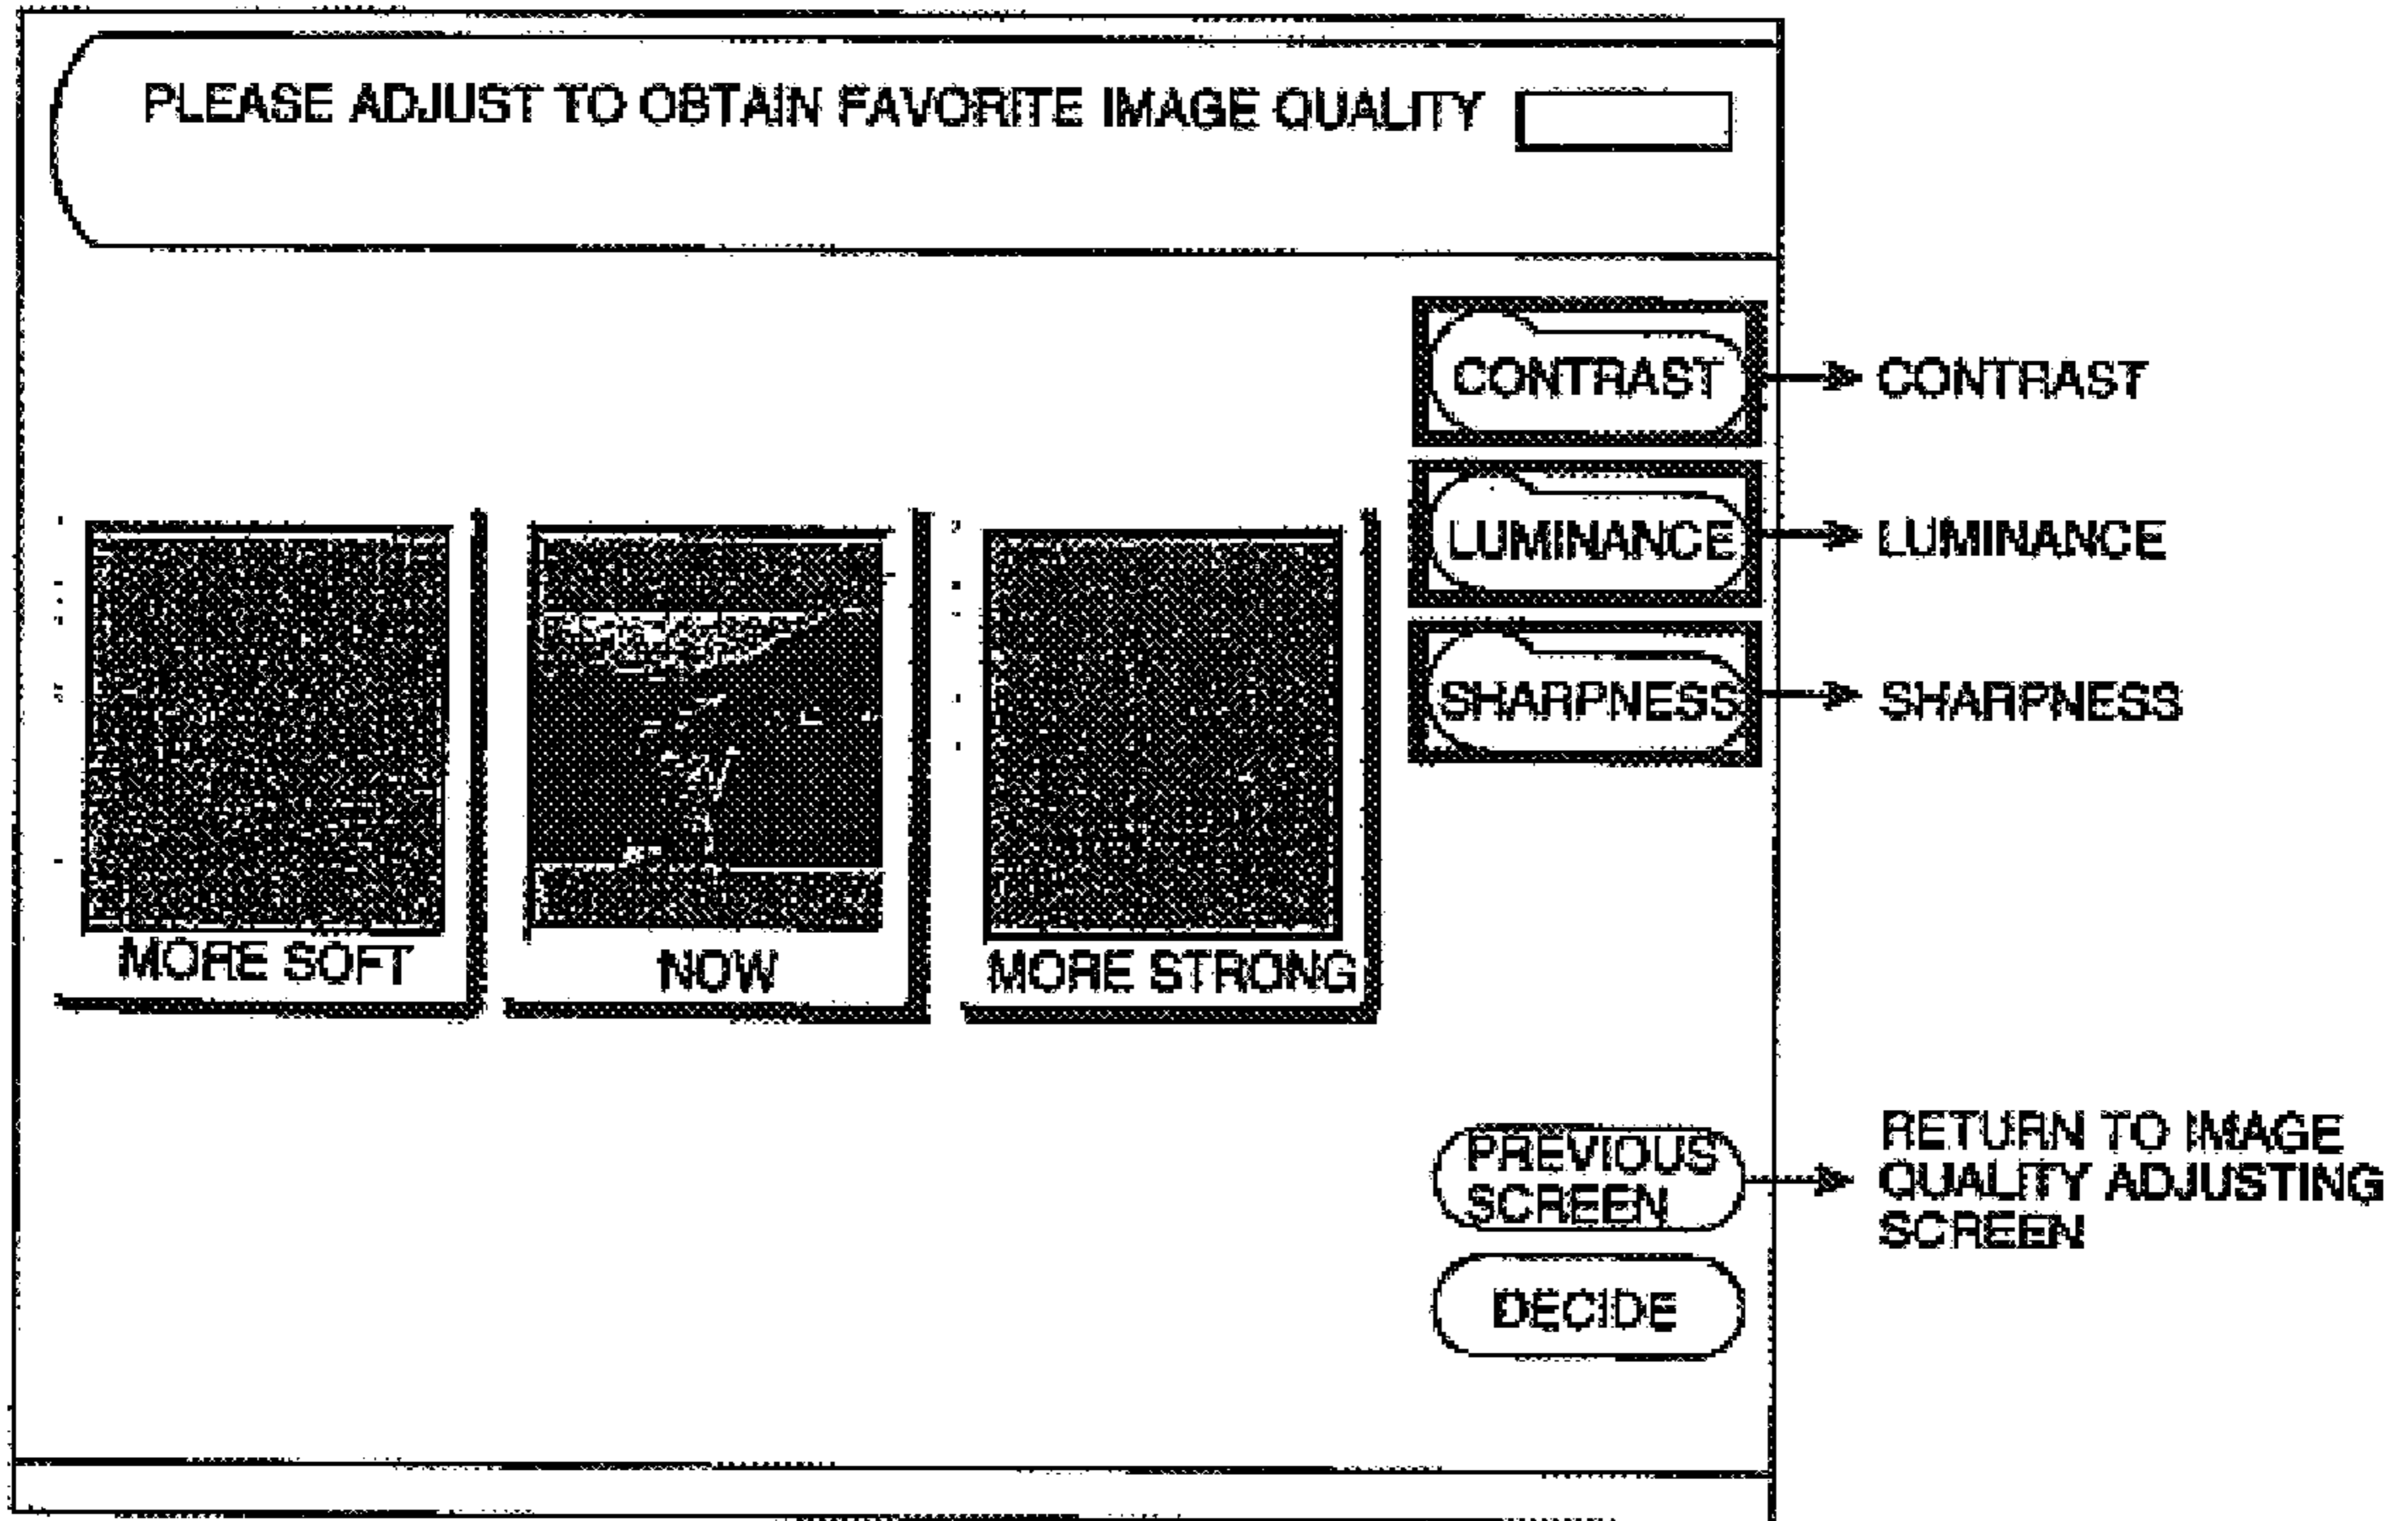 PLEASE ADJUST TO OBTAIN FAVORITE IMAGE QUALITY
CONTRAST
CONTRAST
LUMINANCE
LUMINANCE
SHARPNESS
SHARPNESS
MORE SOFT
NOW
MORE STRONG
PREVIOUS
SCREEN
RETURN TO IMAGE
QUALITY ADJUSTING
SCREEN
DECIDE